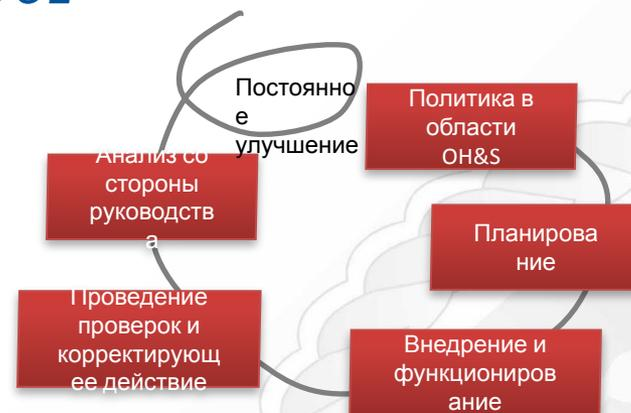 Постоянно
е
улучшение
Политика в
области
OH&S
Планирова
ние
Внедрение и
функциониров
ание
Проведение
проверок и
корректирующ
ее действие
Анализ со
стороны
руководств
а